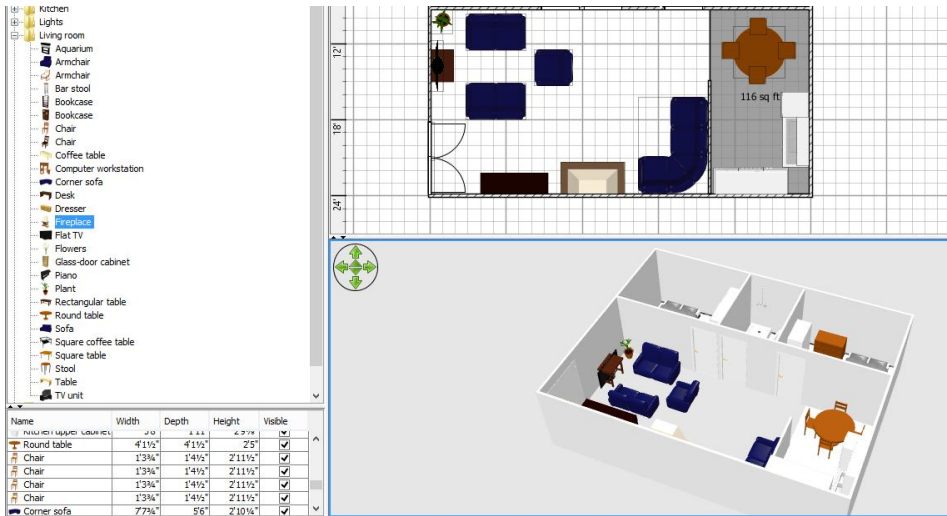 Kitchen
Lights
Living room
Aquarium
Armchair
Armchair
Bar stool
Bookcase
Bookcase
Chair
Chair
Coffee table
Computer workstation
Corner sofa
Desk
Dresser
Fireplace
Flat TV
Flowers
Glass-door cabinet
Piano
Plant
Rectangular table
Round table
Sofa
Square coffee table
Square table
Stool
Table
TV unit
12'
18'
24'
116 sq ft
Name Width Depth Height Visible
Kitchen upper cabinet
Round table 4'1½" 4'1½" 2'5"
Chair 1'3¾" 1'4½" 2'11½"
Chair 1'3¾" 1'4½" 2'11½"
Chair 1'3¾" 1'4½" 2'11½"
Chair 1'3¾" 1'4½" 2'11½"
Corner sofa 7'7¾" 5'6" 2'10¼"